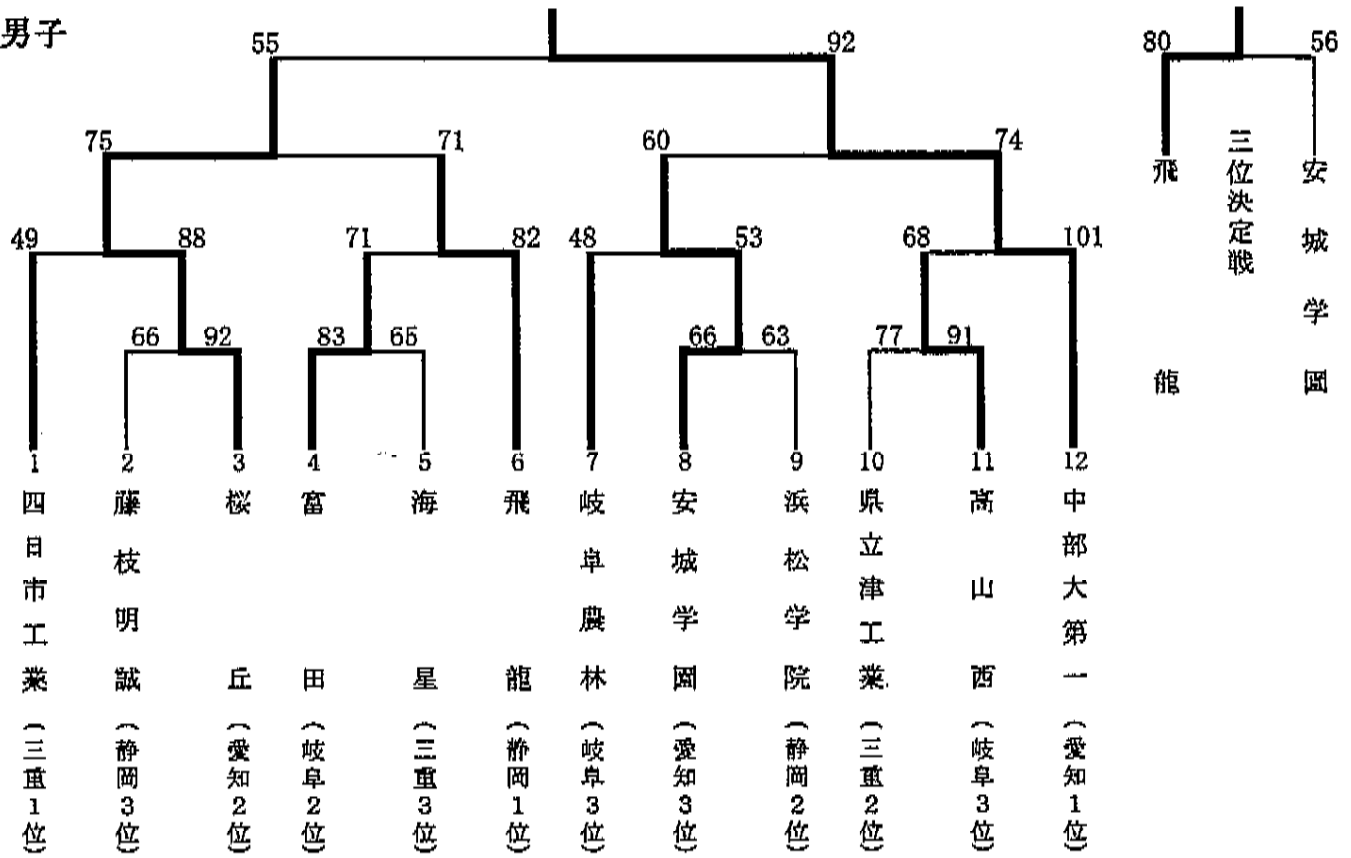 男子
55 92
75 71 60 74
49 88 71 82 48 53 68 101
66 92 83 65 66 63 77 91
1 四日市工業(三重1位)
2 藤枝明誠(静岡3位)
3 桜丘(愛知2位)
4 富田(岐阜2位)
5 海星(三重3位)
6 飛龍(静岡1位)
7 岐阜農林(岐阜3位)
8 安城学園(愛知3位)
9 浜松学院(静岡2位)
10 県立津工業(三重2位)
11 高山西(岐阜3位)
12 中部大第一(愛知1位)
80 56
飛龍
三位決定戦
安城学園